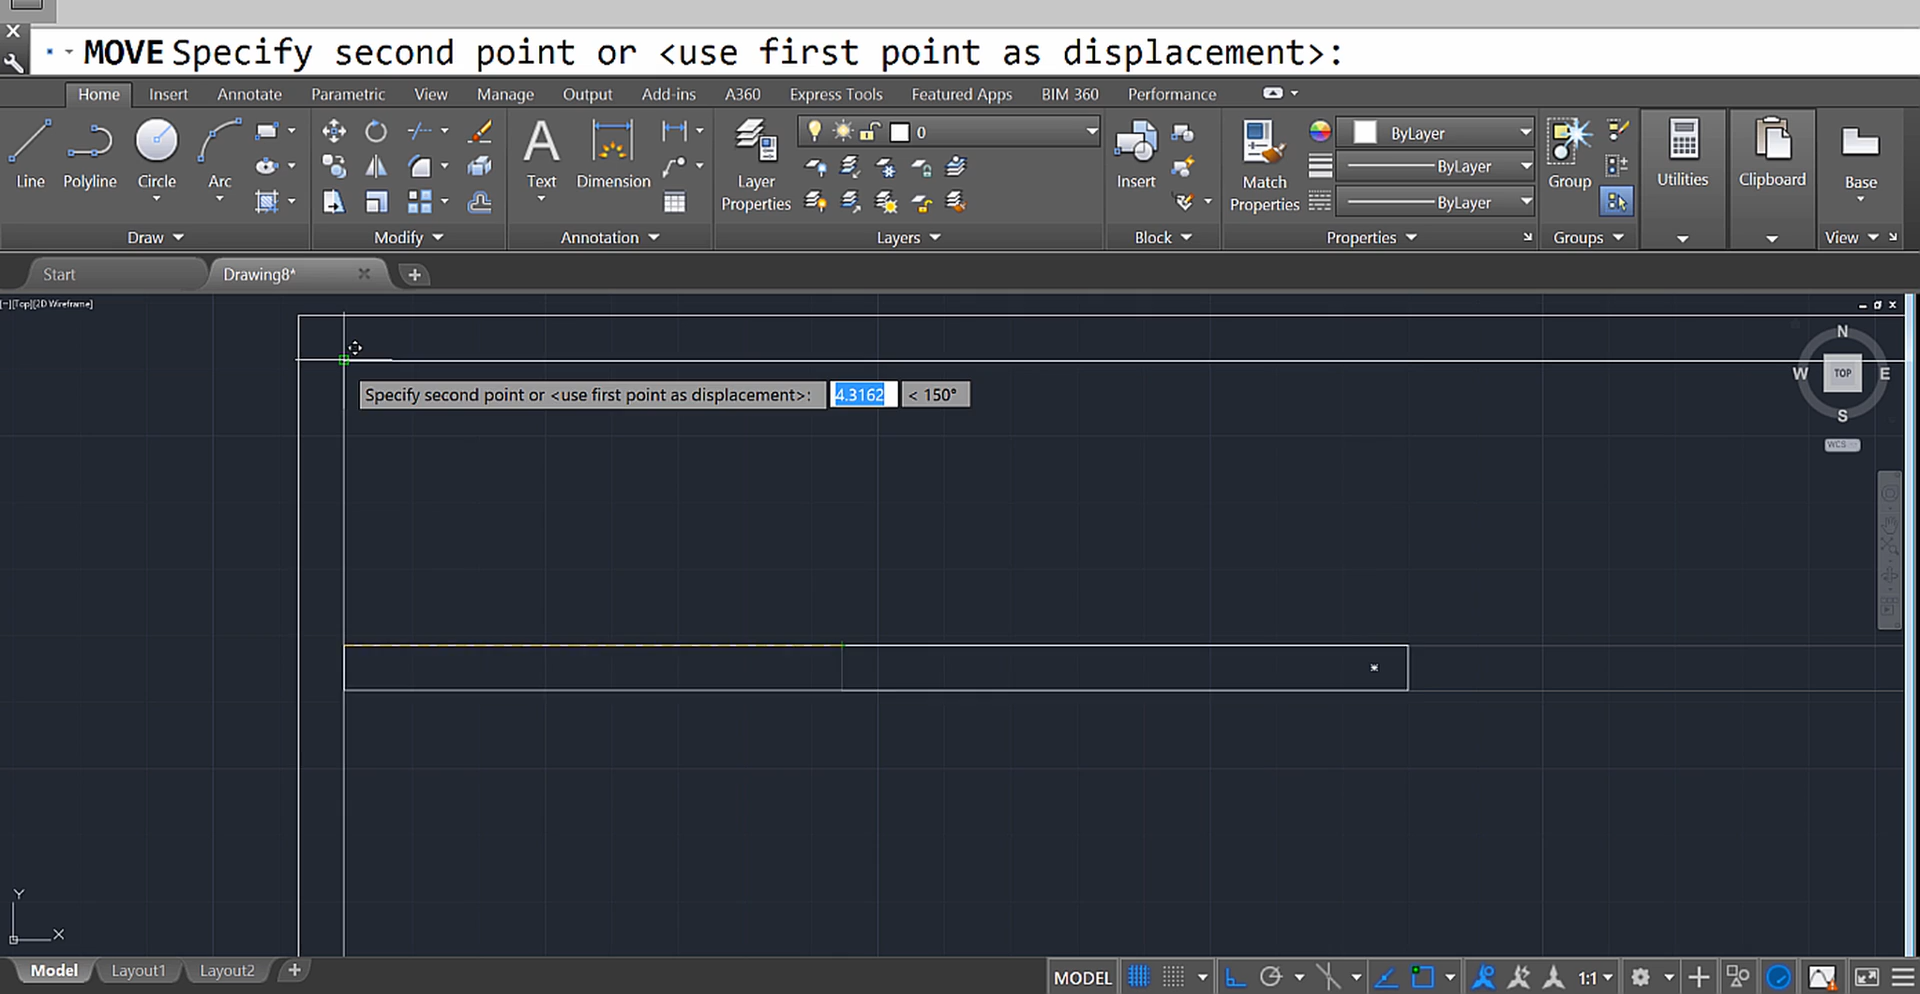 MOVE Specify second point or <use first point as displacement>:
Home Insert Annotate Parametric View Manage Output Add-ins A360 Express Tools Featured Apps BIM 360 Performance
0
ByLayer
ByLayer
ByLayer
Line Polyline Circle Arc
Text Dimension
Layer
Properties
Insert
Match
Properties
Group
Utilities
Clipboard
Base
Draw Modify Annotation Layers Block Properties Groups View
Start Drawing8*
[−][Top][2D Wireframe]
N
W TOP E
S
WCS
Specify second point or <use first point as displacement>: 4.3162 < 150°
Y
X
Model Layout1 Layout2
MODEL 1:1